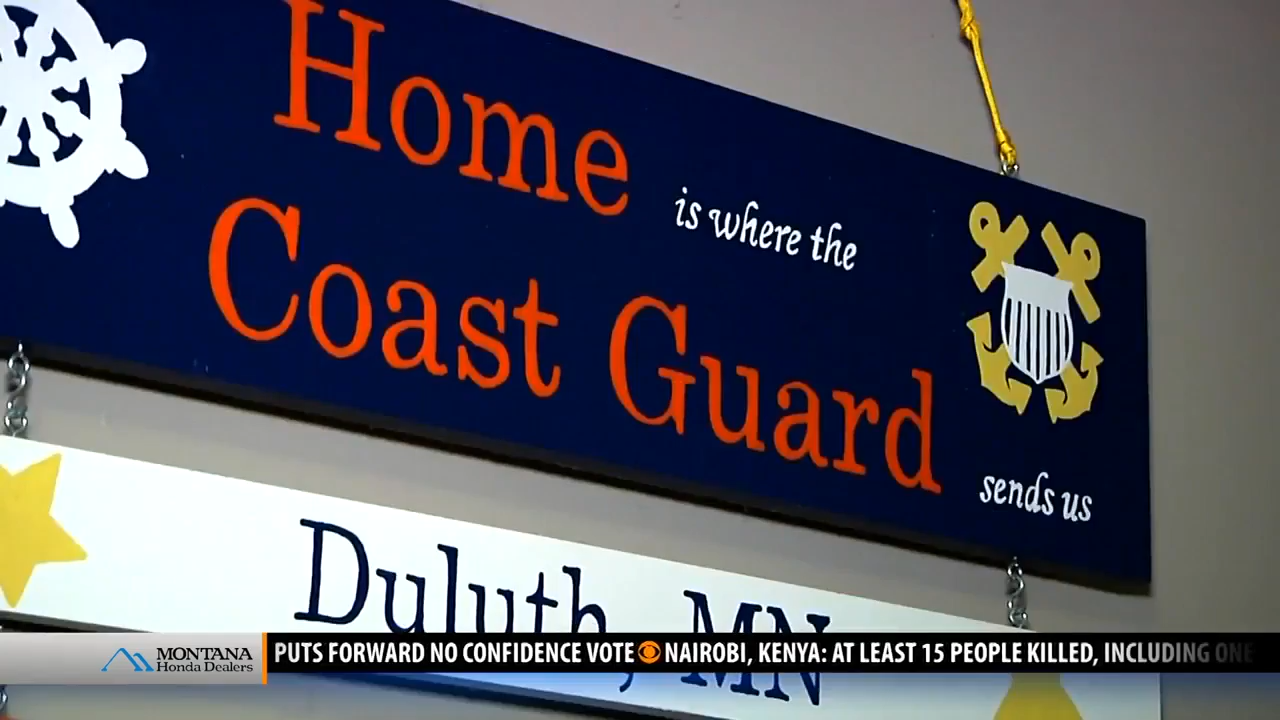 Home is where the
Coast Guard sends us
Duluth, MN
MONTANA
Honda Dealers
PUTS FORWARD NO CONFIDENCE VOTE NAIROBI, KENYA: AT LEAST 15 PEOPLE KILLED, INCLUDING ONE